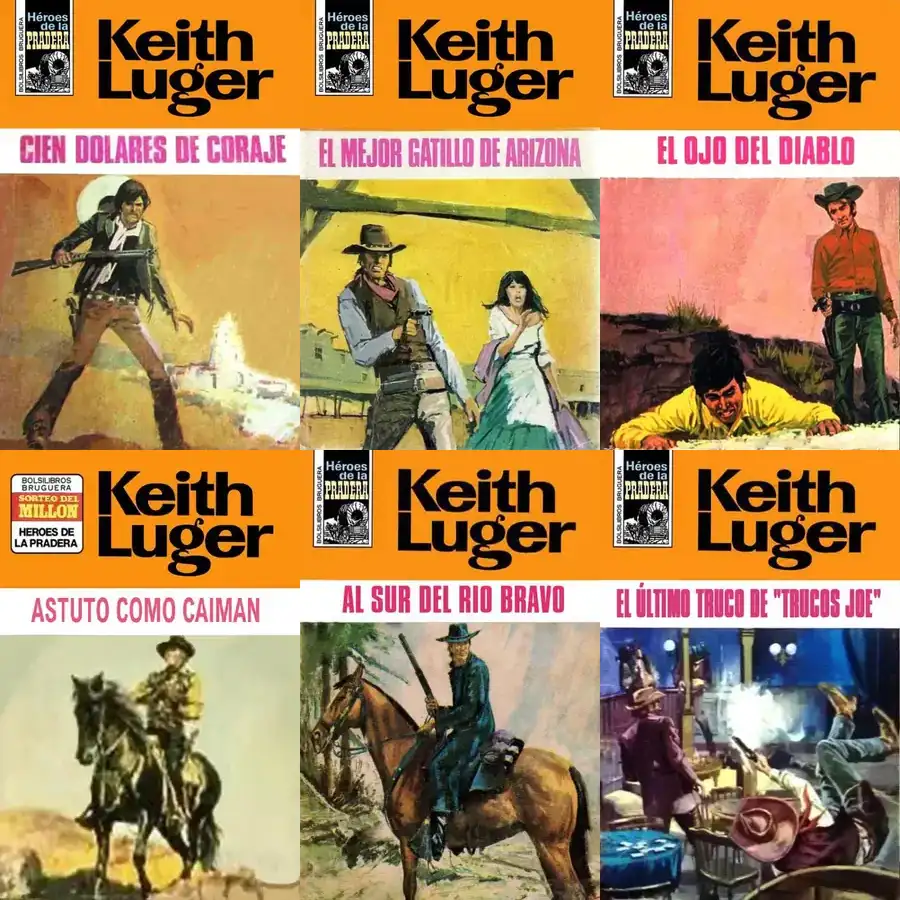 BOLSILIBROS BRUGUERA
Héroes
de la
PRADERA
Keith
Luger
CIEN DOLARES DE CORAJE
BOLSILIBROS BRUGUERA
Héroes
de la
PRADERA
Keith
Luger
EL MEJOR GATILLO DE ARIZONA
BOLSILIBROS BRUGUERA
Héroes
de la
PRADERA
Keith
Luger
EL OJO DEL DIABLO
BOLSILIBROS
BRUGUERA
SORTEO DEL
MILLON
HEROES DE
LA PRADERA
Keith
Luger
ASTUTO COMO CAIMAN
BOLSILIBROS BRUGUERA
Héroes
de la
PRADERA
Keith
Luger
AL SUR DEL RIO BRAVO
BOLSILIBROS BRUGUERA
Héroes
de la
PRADERA
Keith
Luger
EL ÚLTIMO TRUCO DE "TRUCOS JOE"